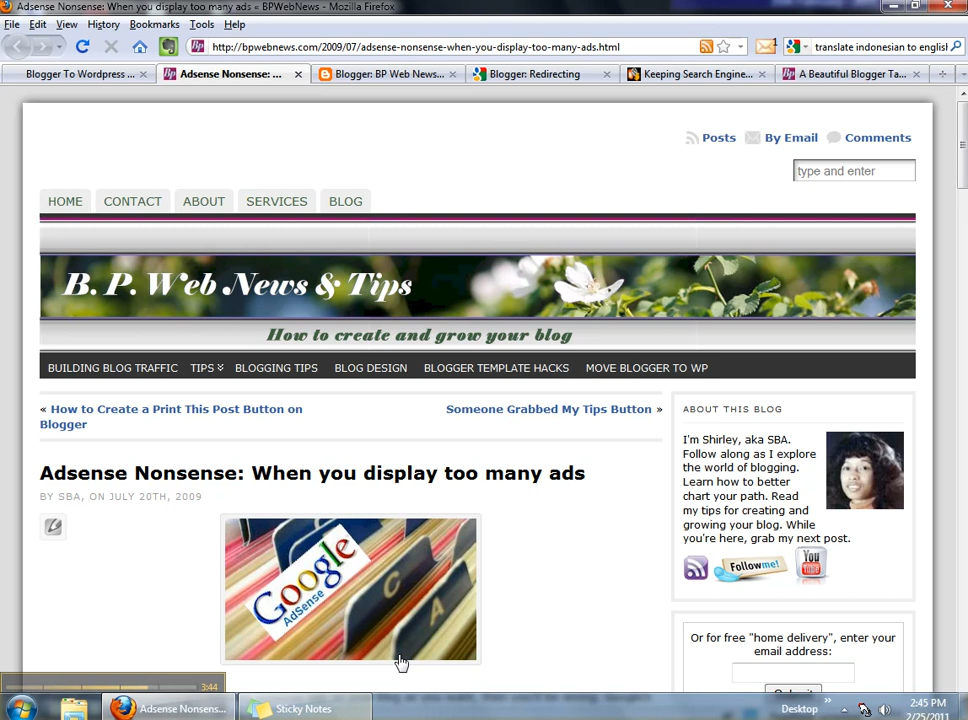 Adsense Nonsense: When you display too many ads « BPWebNews - Mozilla Firefox
File Edit View History Bookmarks Tools Help
http://bpwebnews.com/2009/07/adsense-nonsense-when-you-display-too-many-ads.html
translate indonesian to english
Blogger To Wordpress ...
Adsense Nonsense: ...
Blogger: BP Web News...
Blogger: Redirecting
Keeping Search Engine...
A Beautiful Blogger Ta...
Posts By Email Comments
type and enter
HOME CONTACT ABOUT SERVICES BLOG
B. P. Web News & Tips
How to create and grow your blog
BUILDING BLOG TRAFFIC TIPS BLOGGING TIPS BLOG DESIGN BLOGGER TEMPLATE HACKS MOVE BLOGGER TO WP
« How to Create a Print This Post Button on
Blogger
Someone Grabbed My Tips Button »
Adsense Nonsense: When you display too many ads
BY SBA, ON JULY 20TH, 2009
Google
AdSense
C
A
ABOUT THIS BLOG
I'm Shirley, aka SBA.
Follow along as I explore
the world of blogging.
Learn how to better
chart your path. Read
my tips for creating and
growing your blog. While
you're here, grab my next post.
Followme!
You
Tube
Or for free "home delivery", enter your
email address:
3:44
Adsense Nonsens...
Sticky Notes
Desktop
2:45 PM
2/25/2011